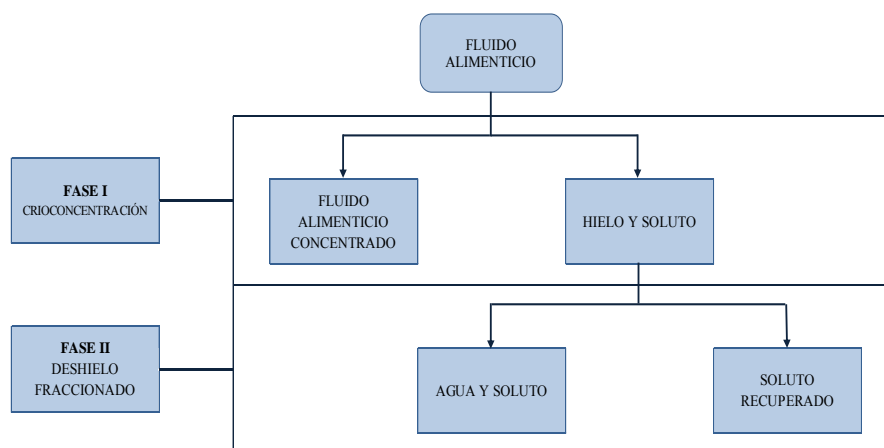 FLUIDO
ALIMENTICIO
FASE I
CRIOCONCENTRACIÓN
FLUIDO
ALIMENTICIO
CONCENTRADO
HIELO Y SOLUTO
FASE II
DESHIELO
FRACCIONADO
AGUA Y SOLUTO
SOLUTO
RECUPERADO